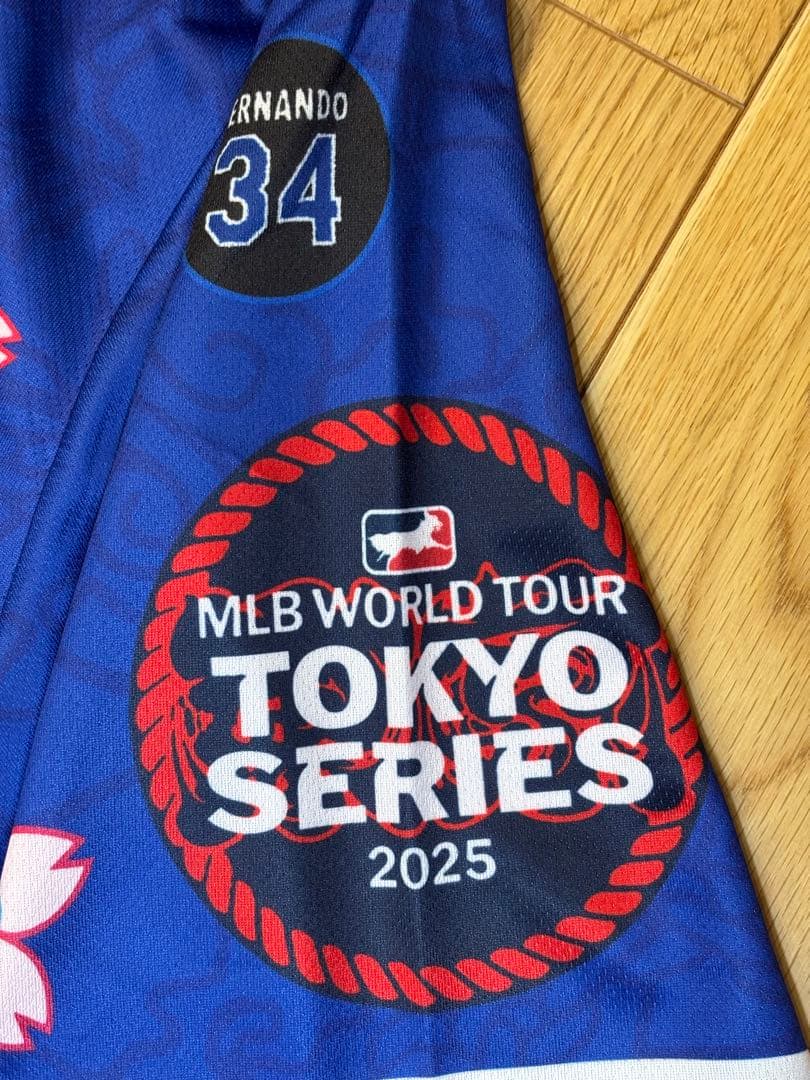 ERNANDO
34
MLB WORLD TOUR
TOKYO
SERIES
2025